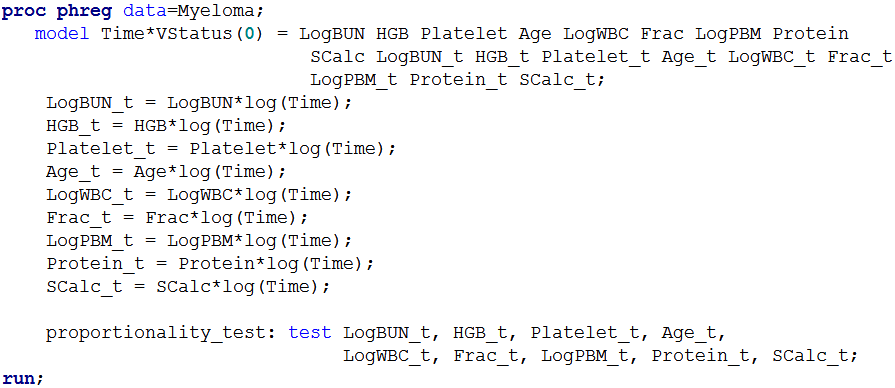 proc phreg data=Myeloma;
model Time*VStatus(0) = LogBUN HGB Platelet Age LogWBC Frac LogPBM Protein
SCalc LogBUN_t HGB_t Platelet_t Age_t LogWBC_t Frac_t
LogPBM_t Protein_t SCalc_t;
LogBUN_t = LogBUN*log(Time);
HGB_t = HGB*log(Time);
Platelet_t = Platelet*log(Time);
Age_t = Age*log(Time);
LogWBC_t = LogWBC*log(Time);
Frac_t = Frac*log(Time);
LogPBM_t = LogPBM*log(Time);
Protein_t = Protein*log(Time);
SCalc_t = SCalc*log(Time);
proportionality_test: test LogBUN_t, HGB_t, Platelet_t, Age_t,
LogWBC_t, Frac_t, LogPBM_t, Protein_t, SCalc_t;
run;